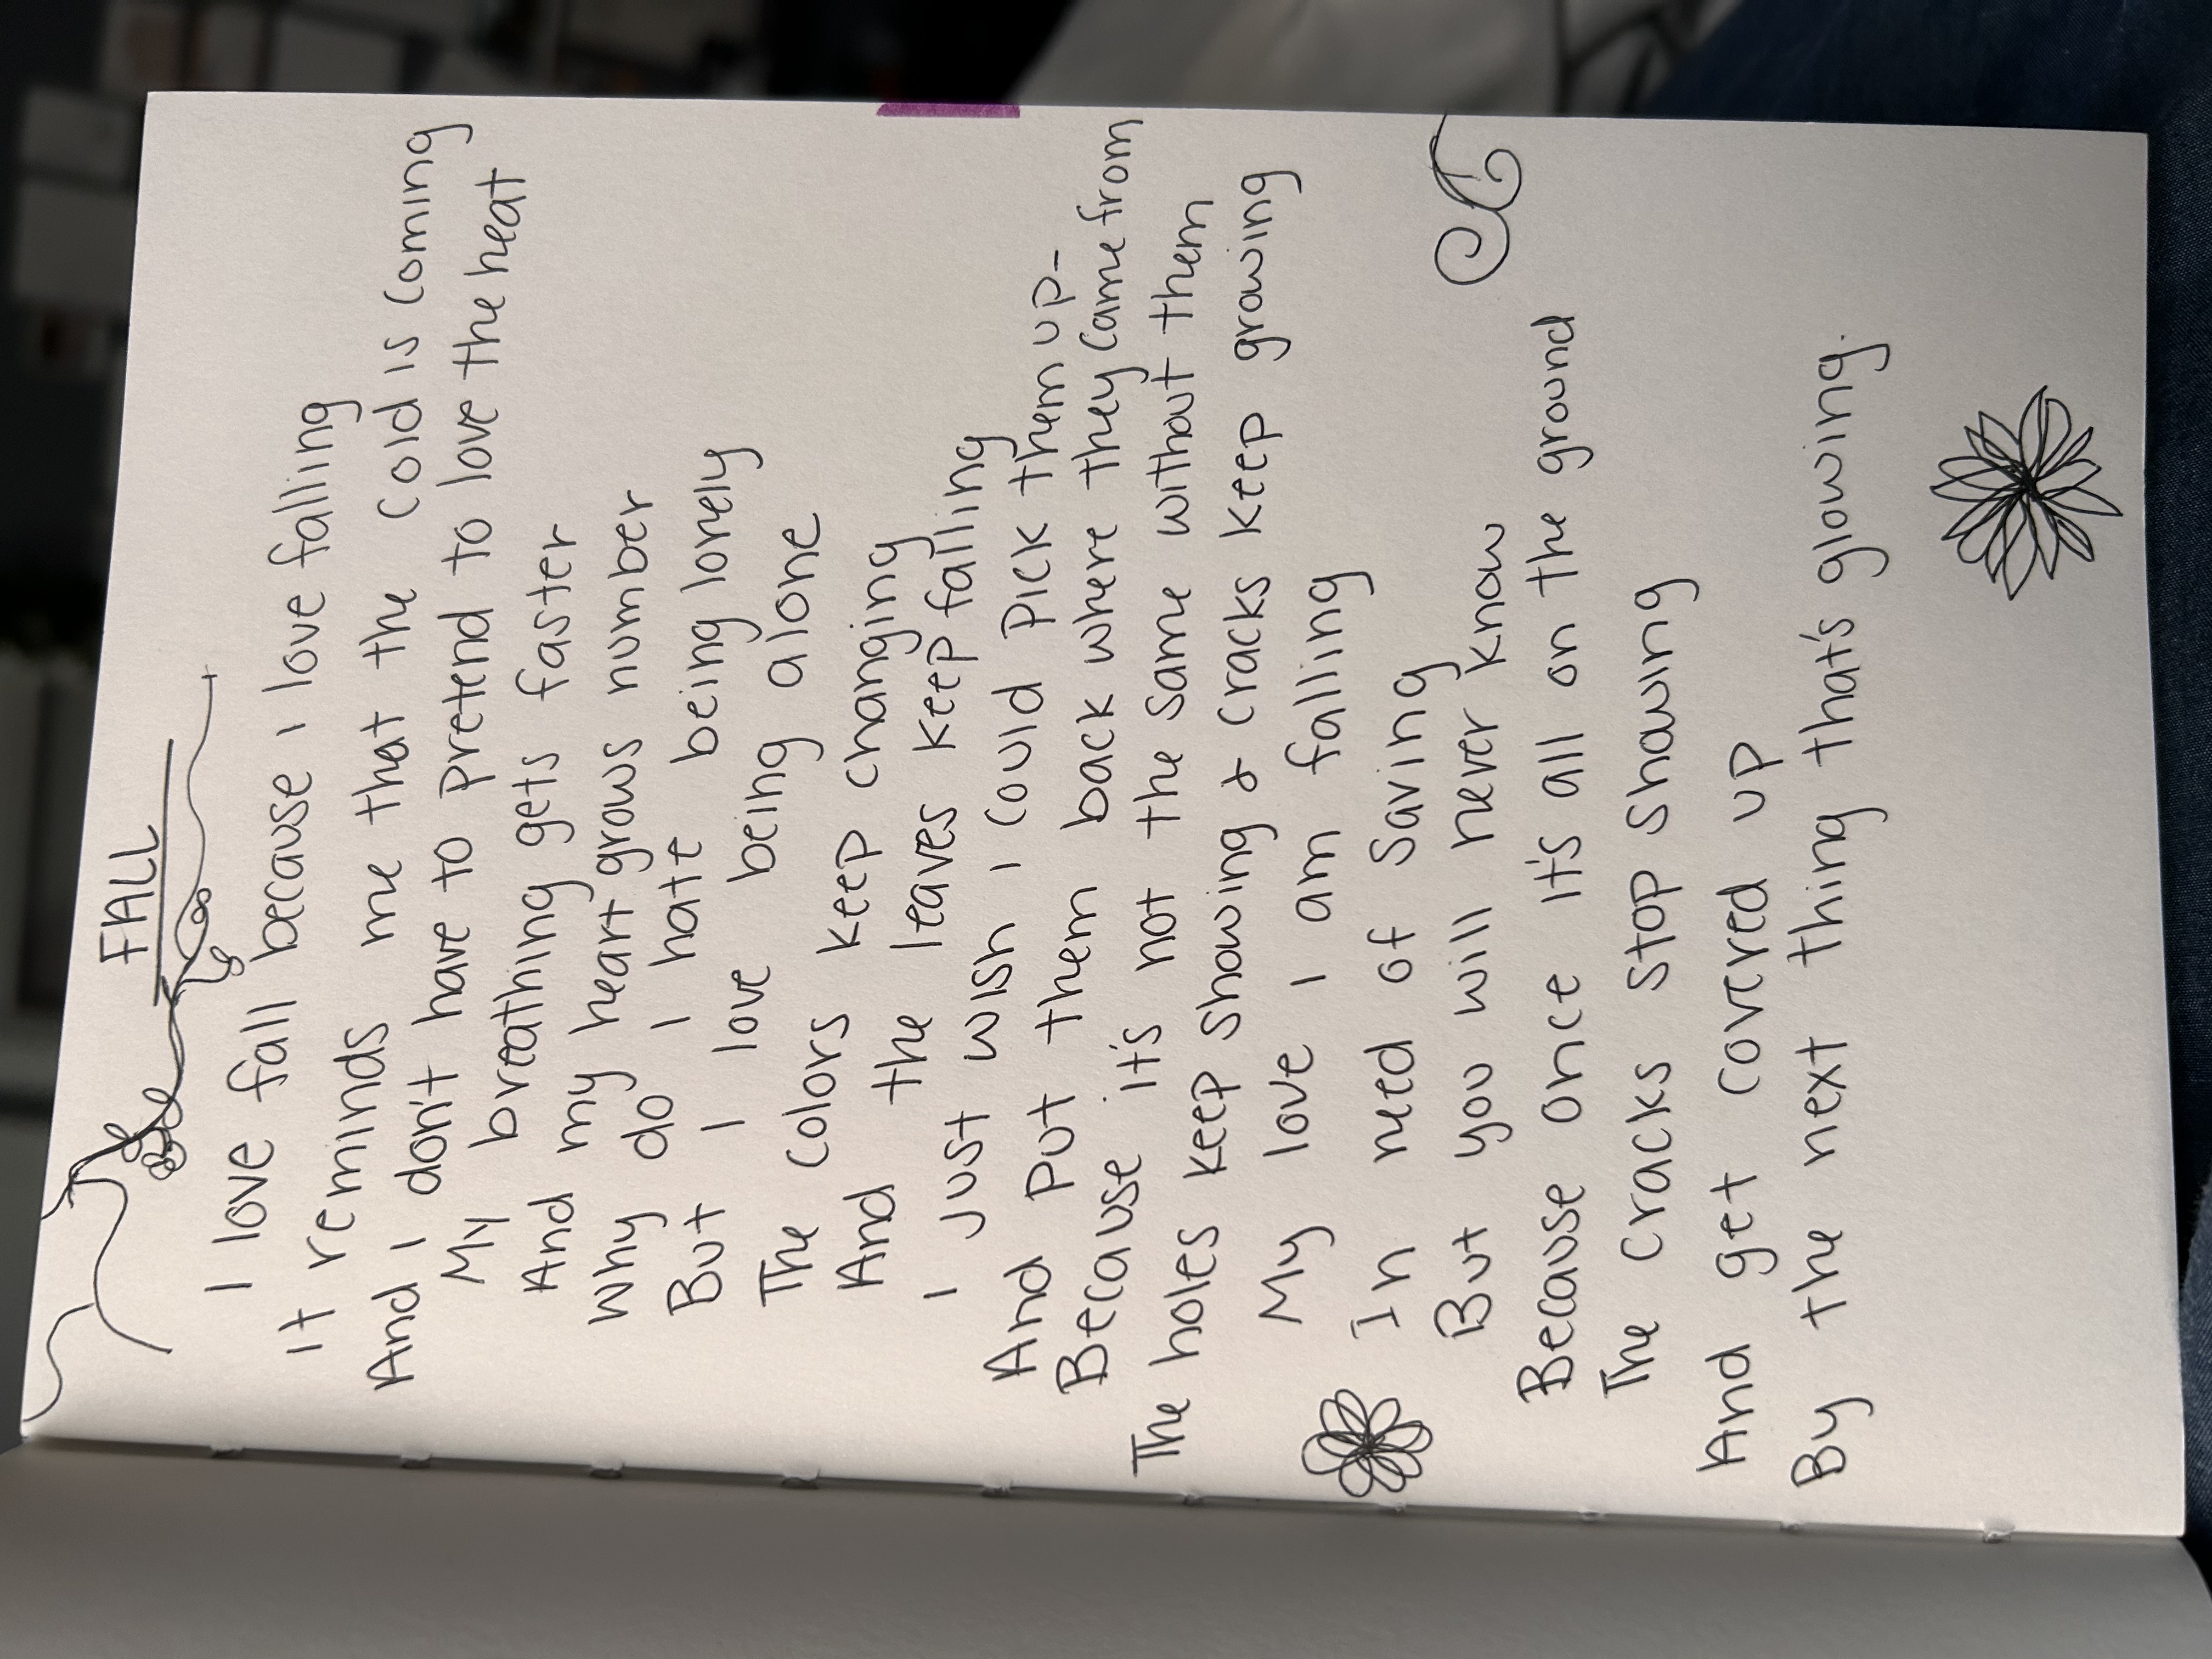 FALL
I love fall because i love falling
It reminds me that the cold is coming
And i don't have to pretend to love the heat
My breathing gets faster
And my heart grows number
Why do I hate being lonely
But I love being alone
The colors keep changing
And the leaves keep falling
I just wish i could pick them up-
And put them back where they came from
Because it's not the same without them
The holes keep showing & cracks keep growing
My love i am falling
In need of saving
But you will never know
Because once it's all on the ground
The cracks stop showing
And get covered up
By the next thing that's glowing.